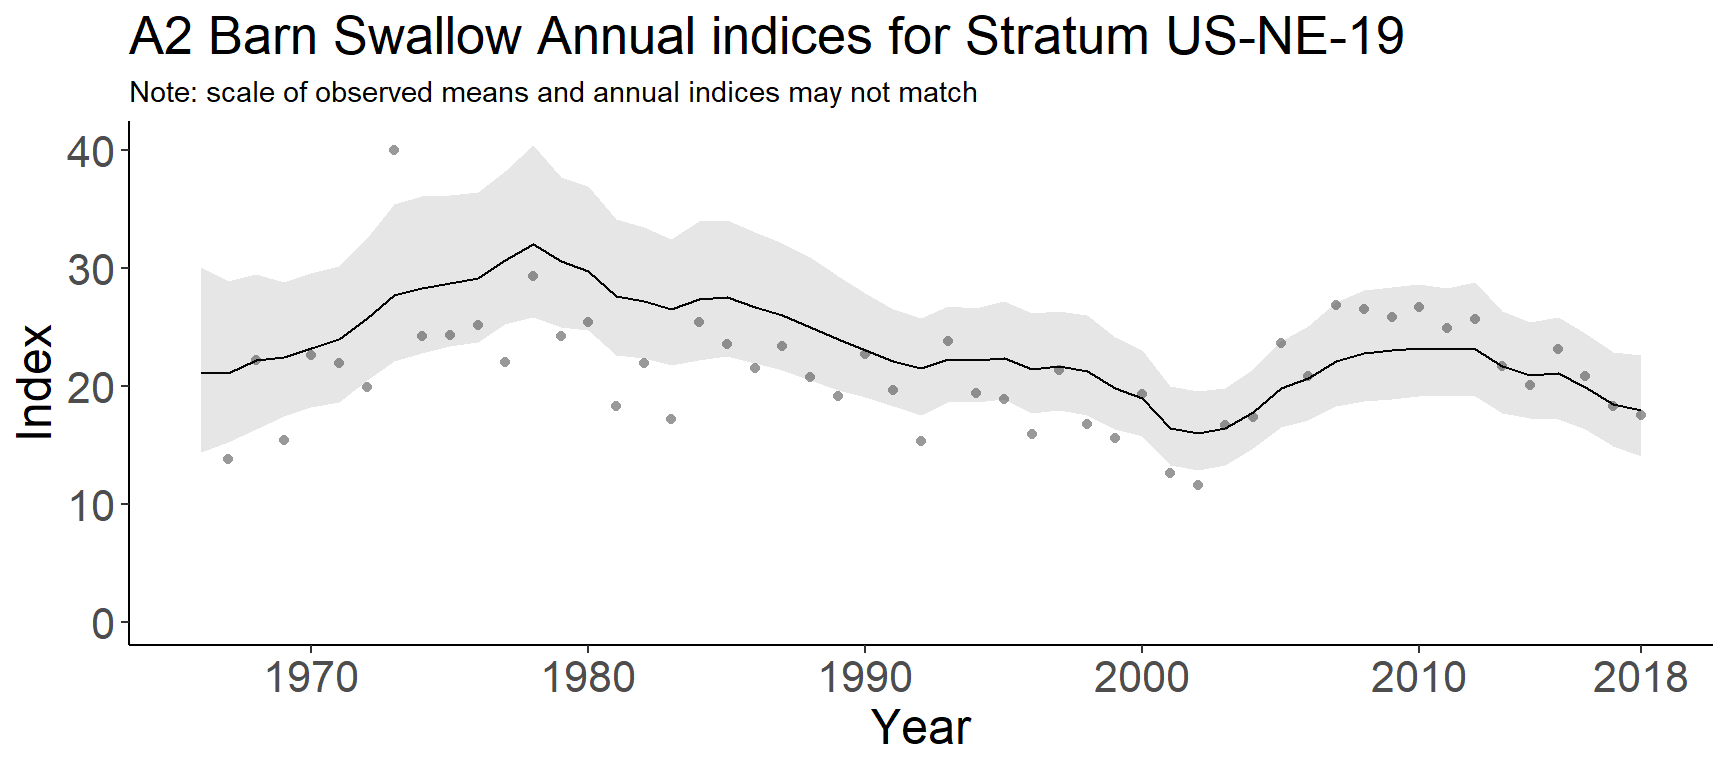 A2 Barn Swallow Annual indices for Stratum US-NE-19
Note: scale of observed means and annual indices may not match
40
30
20
10
0
Index
1970 1980 1990 2000 2010 2018
Year